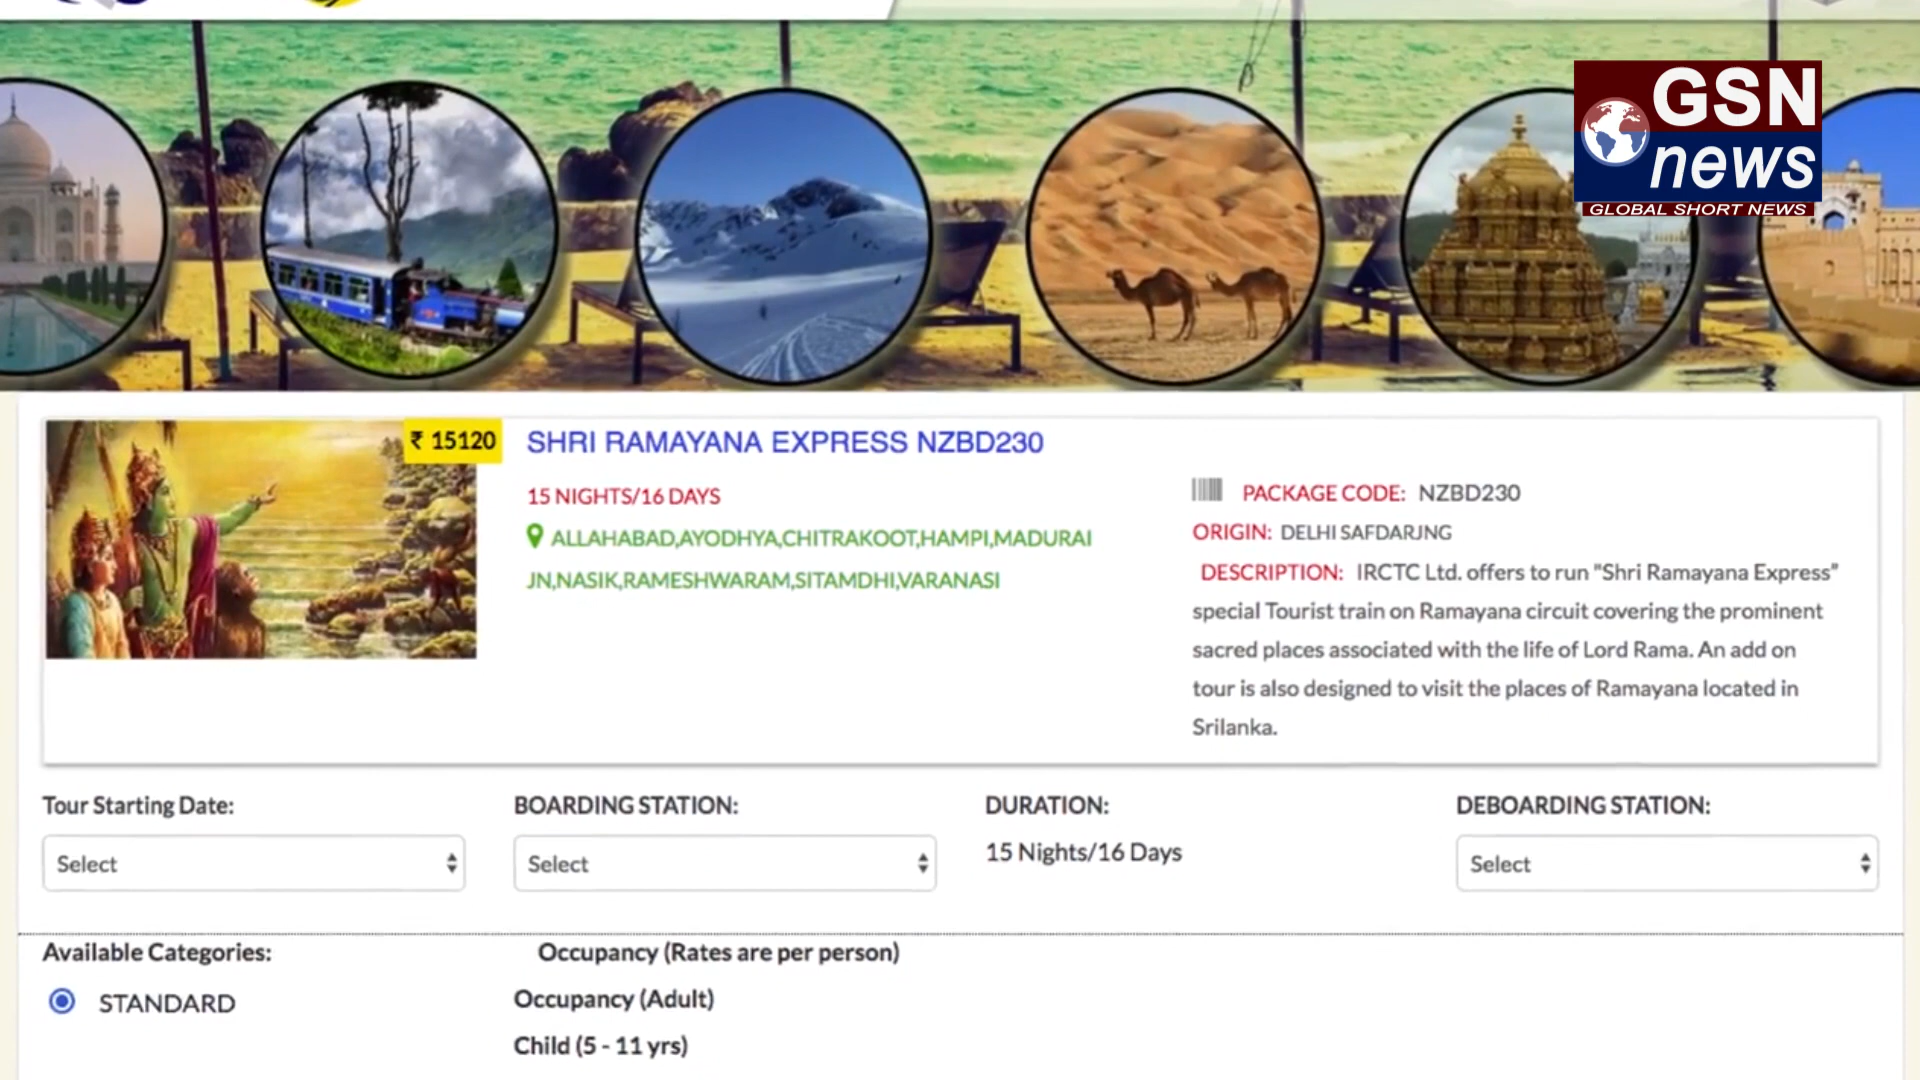 GSN
news
GLOBAL SHORT NEWS
₹ 15120
SHRI RAMAYANA EXPRESS NZBD230
15 NIGHTS/16 DAYS
ALLAHABAD,AYODHYA,CHITRAKOOT,HAMPI,MADURAI
JN,NASIK,RAMESHWARAM,SITAMDHI,VARANASI
PACKAGE CODE: NZBD230
ORIGIN: DELHI SAFDARJNG
DESCRIPTION: IRCTC Ltd. offers to run "Shri Ramayana Express"
special Tourist train on Ramayana circuit covering the prominent
sacred places associated with the life of Lord Rama. An add on
tour is also designed to visit the places of Ramayana located in
Srilanka.
Tour Starting Date:
Select
BOARDING STATION:
Select
DURATION:
15 Nights/16 Days
DEBOARDING STATION:
Select
Available Categories:
STANDARD
Occupancy (Rates are per person)
Occupancy (Adult)
Child (5 - 11 yrs)